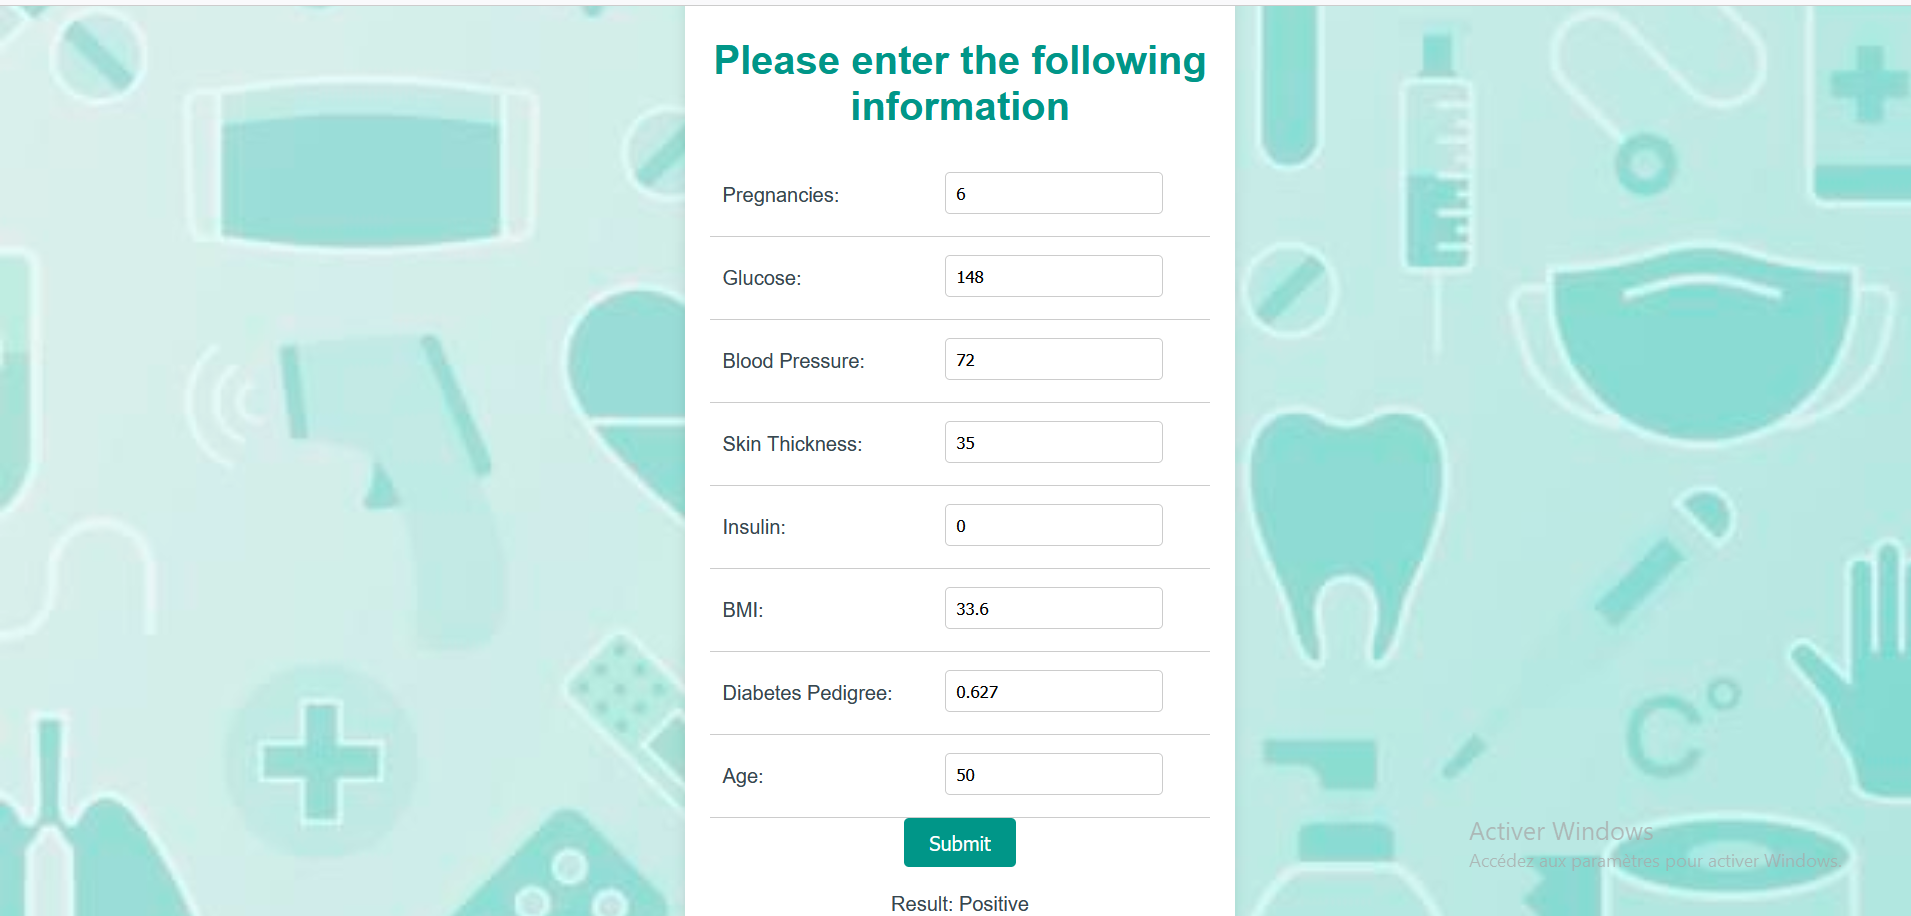 Please enter the following
information
Pregnancies: 6
Glucose: 148
Blood Pressure: 72
Skin Thickness: 35
Insulin: 0
BMI: 33.6
Diabetes Pedigree: 0.627
Age: 50
Submit
Result: Positive
C°
Activer Windows
Accédez aux paramètres pour activer Windows.